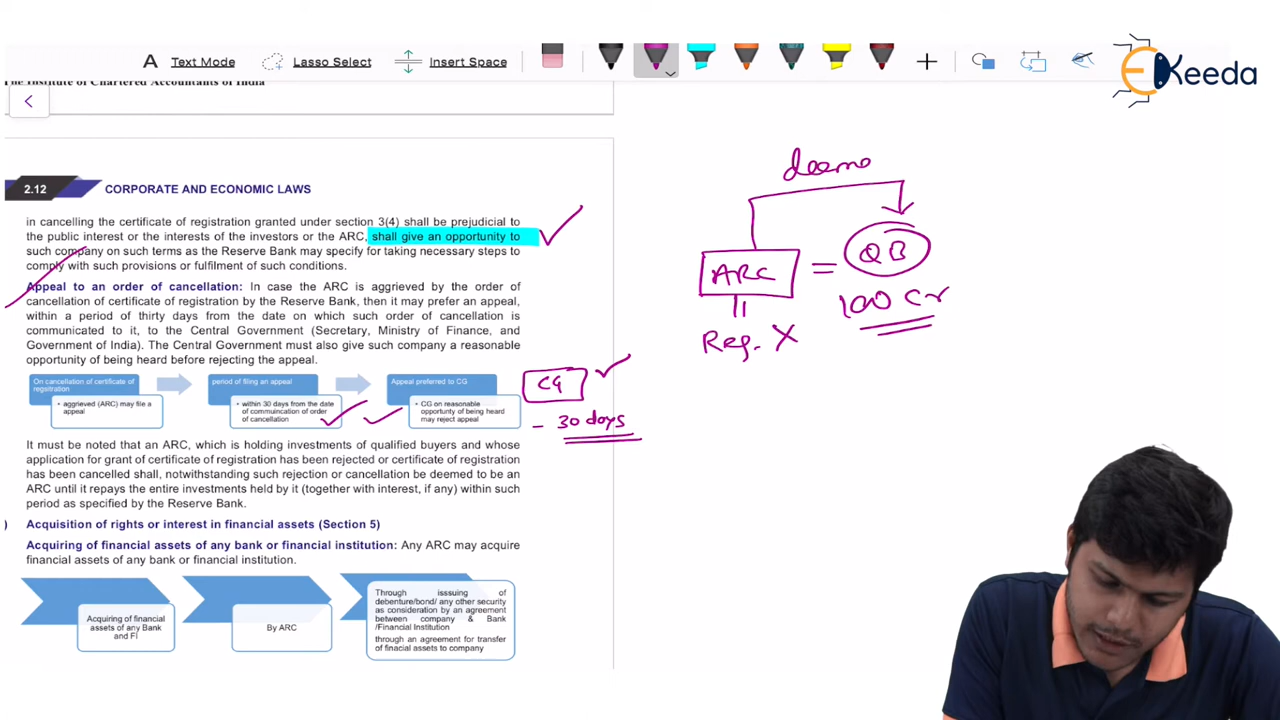 Text Mode
Lasso Select
Insert Space
eKeeda
The Institute of Chartered Accountants of India
2.12 CORPORATE AND ECONOMIC LAWS
in cancelling the certificate of registration granted under section 3(4) shall be prejudicial to
the public interest or the interests of the investors or the ARC, shall give an opportunity to
such company on such terms as the Reserve Bank may specify for taking necessary steps to
comply with such provisions or fulfilment of such conditions.
Appeal to an order of cancellation: In case the ARC is aggrieved by the order of
cancellation of certificate of registration by the Reserve Bank, then it may prefer an appeal,
within a period of thirty days from the date on which such order of cancellation is
communicated to it, to the Central Government (Secretary, Ministry of Finance, and
Government of India). The Central Government must also give such company a reasonable
opportunity of being heard before rejecting the appeal.
On cancellation of certificate of
regsitration
• aggrieved (ARC) may file a
appeal
period of filing an appeal
• within 30 days from the date
of commuincation of order
of cancellation
Appeal preferred to CG
• CG on reasonable
opportunity of being heard
may reject appeal
It must be noted that an ARC, which is holding investments of qualified buyers and whose
application for grant of certificate of registration has been rejected or certificate of registration
has been cancelled shall, notwithstanding such rejection or cancellation be deemed to be an
ARC until it repays the entire investments held by it (together with interest, if any) within such
period as specified by the Reserve Bank.
) Acquisition of rights or interest in financial assets (Section 5)
Acquiring of financial assets of any bank or financial institution: Any ARC may acquire
financial assets of any bank or financial institution.
Acquiring of financial
assets of any Bank
and FI
By ARC
Through isssuing of
debenture/bond/ any other security
as consideration by an agreement
between company & Bank
/Financial Institution
through an agreement for transfer
of finacial assets to company
CG
- 30 days
deeme
ARC = QB
100 Cr
Reg. X